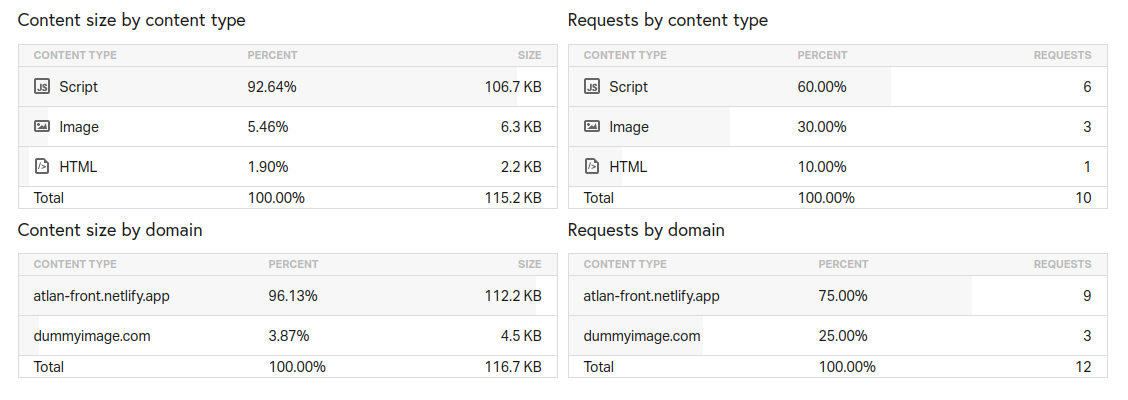 Content size by content type
CONTENT TYPE PERCENT SIZE
JS Script 92.64% 106.7 KB
Image 5.46% 6.3 KB
</> HTML 1.90% 2.2 KB
Total 100.00% 115.2 KB
Requests by content type
CONTENT TYPE PERCENT REQUESTS
JS Script 60.00% 6
Image 30.00% 3
</> HTML 10.00% 1
Total 100.00% 10
Content size by domain
CONTENT TYPE PERCENT SIZE
atlan-front.netlify.app 96.13% 112.2 KB
dummyimage.com 3.87% 4.5 KB
Total 100.00% 116.7 KB
Requests by domain
CONTENT TYPE PERCENT REQUESTS
atlan-front.netlify.app 75.00% 9
dummyimage.com 25.00% 3
Total 100.00% 12